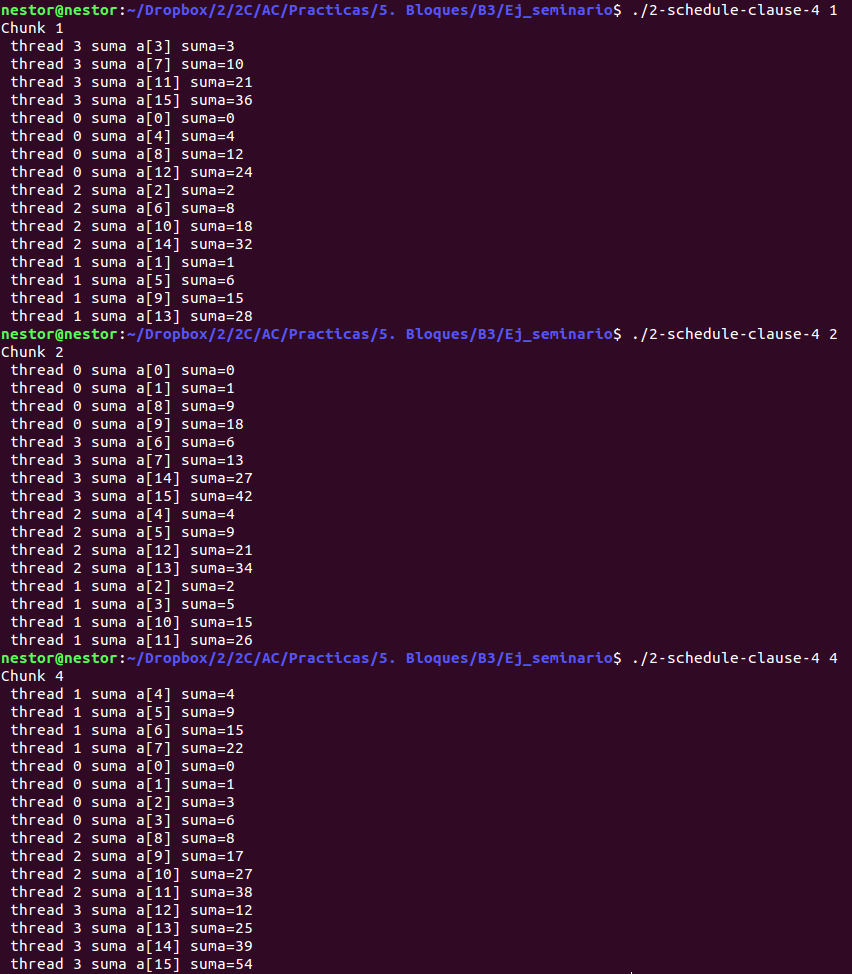 nestor@nestor:~/Dropbox/2/2C/AC/Practicas/5. Bloques/B3/Ej_seminario$ ./2-schedule-clause-4 1
Chunk 1
 thread 3 suma a[3] suma=3
 thread 3 suma a[7] suma=10
 thread 3 suma a[11] suma=21
 thread 3 suma a[15] suma=36
 thread 0 suma a[0] suma=0
 thread 0 suma a[4] suma=4
 thread 0 suma a[8] suma=12
 thread 0 suma a[12] suma=24
 thread 2 suma a[2] suma=2
 thread 2 suma a[6] suma=8
 thread 2 suma a[10] suma=18
 thread 2 suma a[14] suma=32
 thread 1 suma a[1] suma=1
 thread 1 suma a[5] suma=6
 thread 1 suma a[9] suma=15
 thread 1 suma a[13] suma=28
nestor@nestor:~/Dropbox/2/2C/AC/Practicas/5. Bloques/B3/Ej_seminario$ ./2-schedule-clause-4 2
Chunk 2
 thread 0 suma a[0] suma=0
 thread 0 suma a[1] suma=1
 thread 0 suma a[8] suma=9
 thread 0 suma a[9] suma=18
 thread 3 suma a[6] suma=6
 thread 3 suma a[7] suma=13
 thread 3 suma a[14] suma=27
 thread 3 suma a[15] suma=42
 thread 2 suma a[4] suma=4
 thread 2 suma a[5] suma=9
 thread 2 suma a[12] suma=21
 thread 2 suma a[13] suma=34
 thread 1 suma a[2] suma=2
 thread 1 suma a[3] suma=5
 thread 1 suma a[10] suma=15
 thread 1 suma a[11] suma=26
nestor@nestor:~/Dropbox/2/2C/AC/Practicas/5. Bloques/B3/Ej_seminario$ ./2-schedule-clause-4 4
Chunk 4
 thread 1 suma a[4] suma=4
 thread 1 suma a[5] suma=9
 thread 1 suma a[6] suma=15
 thread 1 suma a[7] suma=22
 thread 0 suma a[0] suma=0
 thread 0 suma a[1] suma=1
 thread 0 suma a[2] suma=3
 thread 0 suma a[3] suma=6
 thread 2 suma a[8] suma=8
 thread 2 suma a[9] suma=17
 thread 2 suma a[10] suma=27
 thread 2 suma a[11] suma=38
 thread 3 suma a[12] suma=12
 thread 3 suma a[13] suma=25
 thread 3 suma a[14] suma=39
 thread 3 suma a[15] suma=54